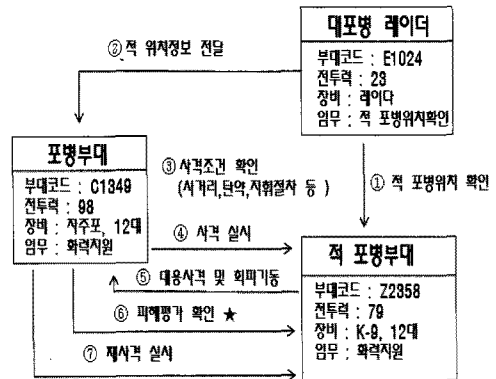 대포병 레이더
부대코드 : E1024
전투력 : 23
장비 : 레이다
임무 : 적 포병위치확인
② 적 위치정보 전달
포병부대
부대코드 : C1349
전투력 : 98
장비 : 자주포, 12대
임무 : 화력지원
③ 사격조건 확인
(사거리,탄약,지휘절차 등 )
① 적 포병위치 확인
④ 사격 실시
⑤ 대응사격 및 회피기동
⑥ 피해평가 확인 ★
⑦ 재사격 실시
적 포병부대
부대코드 : Z2358
전투력 : 79
장비 : K-9, 12대
임무 : 화력지원